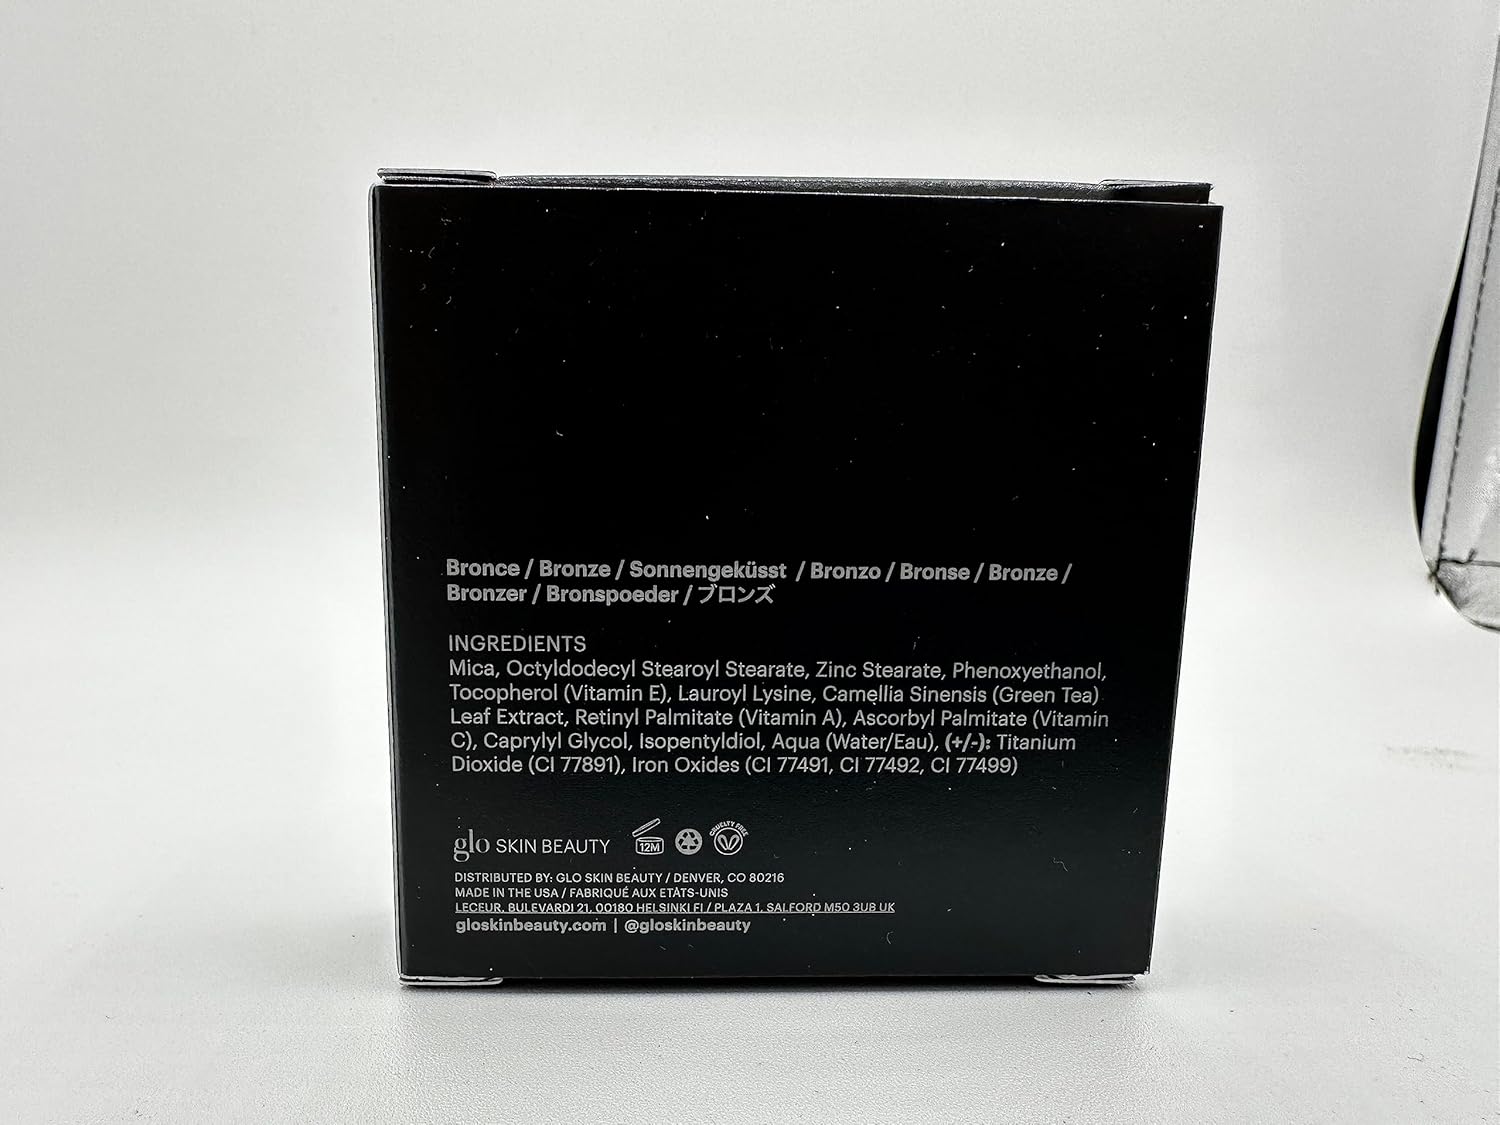 Bronce / Bronze / Sonnengeküsst / Bronzo / Bronse / Bronze /
Bronzer / Bronspoeder / ブロンズ
INGREDIENTS
Mica, Octyldodecyl Stearoyl Stearate, Zinc Stearate, Phenoxyethanol,
Tocopherol (Vitamin E), Lauroyl Lysine, Camellia Sinensis (Green Tea)
Leaf Extract, Retinyl Palmitate (Vitamin A), Ascorbyl Palmitate (Vitamin
C), Caprylyl Glycol, Isopentyldiol, Aqua (Water/Eau), (+/-): Titanium
Dioxide (CI 77891), Iron Oxides (CI 77491, CI 77492, CI 77499)
glo SKIN BEAUTY 12M CRUELTY FREE
DISTRIBUTED BY: GLO SKIN BEAUTY / DENVER, CO 80216
MADE IN THE USA / FABRIQUÉ AUX ETATS-UNIS
LECEUR, BULEVARDI 21, 00180 HELSINKI FI / PLAZA 1, SALFORD M50 3UB UK
gloskinbeauty.com | @gloskinbeauty